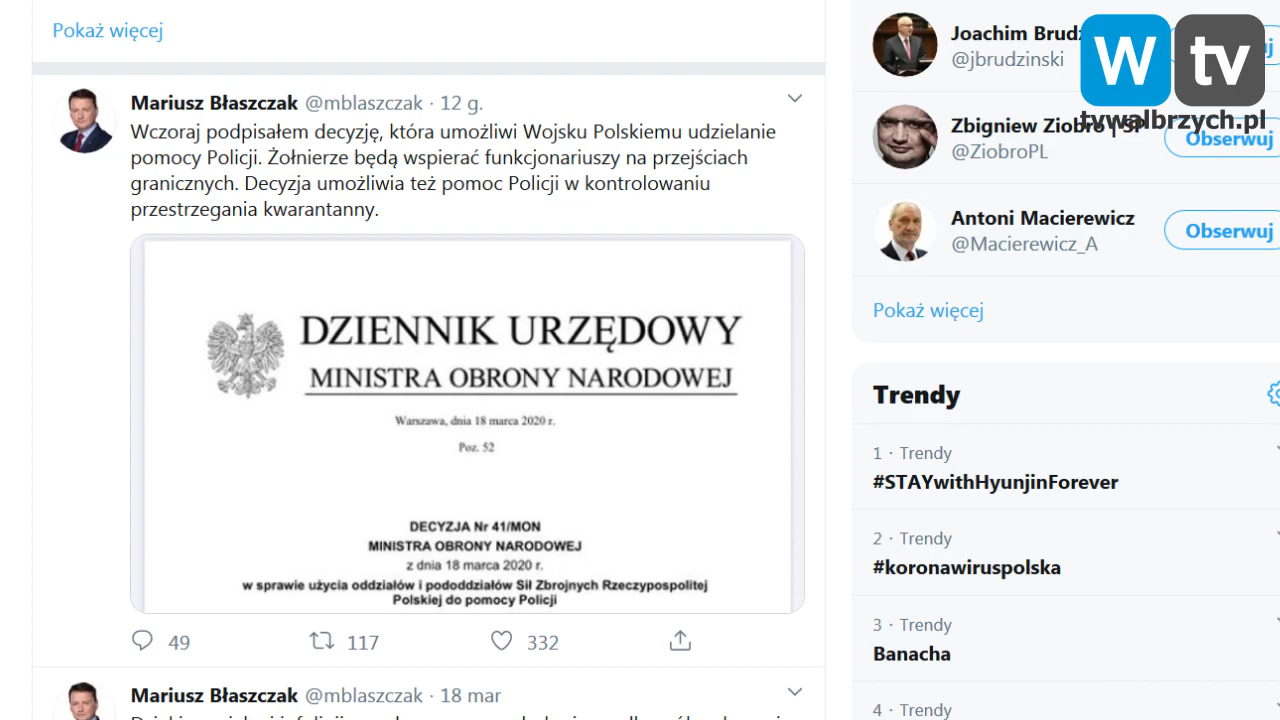 Pokaż więcej
Mariusz Błaszczak @mblaszczak · 12 g.
Wczoraj podpisałem decyzję, która umożliwi Wojsku Polskiemu udzielanie
pomocy Policji. Żołnierze będą wspierać funkcjonariuszy na przejściach
granicznych. Decyzja umożliwia też pomoc Policji w kontrolowaniu
przestrzegania kwarantanny.
DZIENNIK URZĘDOWY
MINISTRA OBRONY NARODOWEJ
Warszawa, dnia 18 marca 2020 r.
Poz. 52
DECYZJA Nr 41/MON
MINISTRA OBRONY NARODOWEJ
z dnia 18 marca 2020 r.
w sprawie użycia oddziałów i pododdziałów Sił Zbrojnych Rzeczypospolitej
Polskiej do pomocy Policji
49 117 332
Mariusz Błaszczak @mblaszczak · 18 mar
Joachim
@jbrudzinski
W tv
tvwalbrzych.pl
Zbigniew Ziobro | SP
@ZiobroPL
Obserwuj
Antoni Macierewicz
@Macierewicz_A
Obserwuj
Pokaż więcej
Trendy
1 · Trendy
#STAYwithHyunjinForever
2 · Trendy
#koronawiruspolska
3 · Trendy
Banacha
4 · Trendy